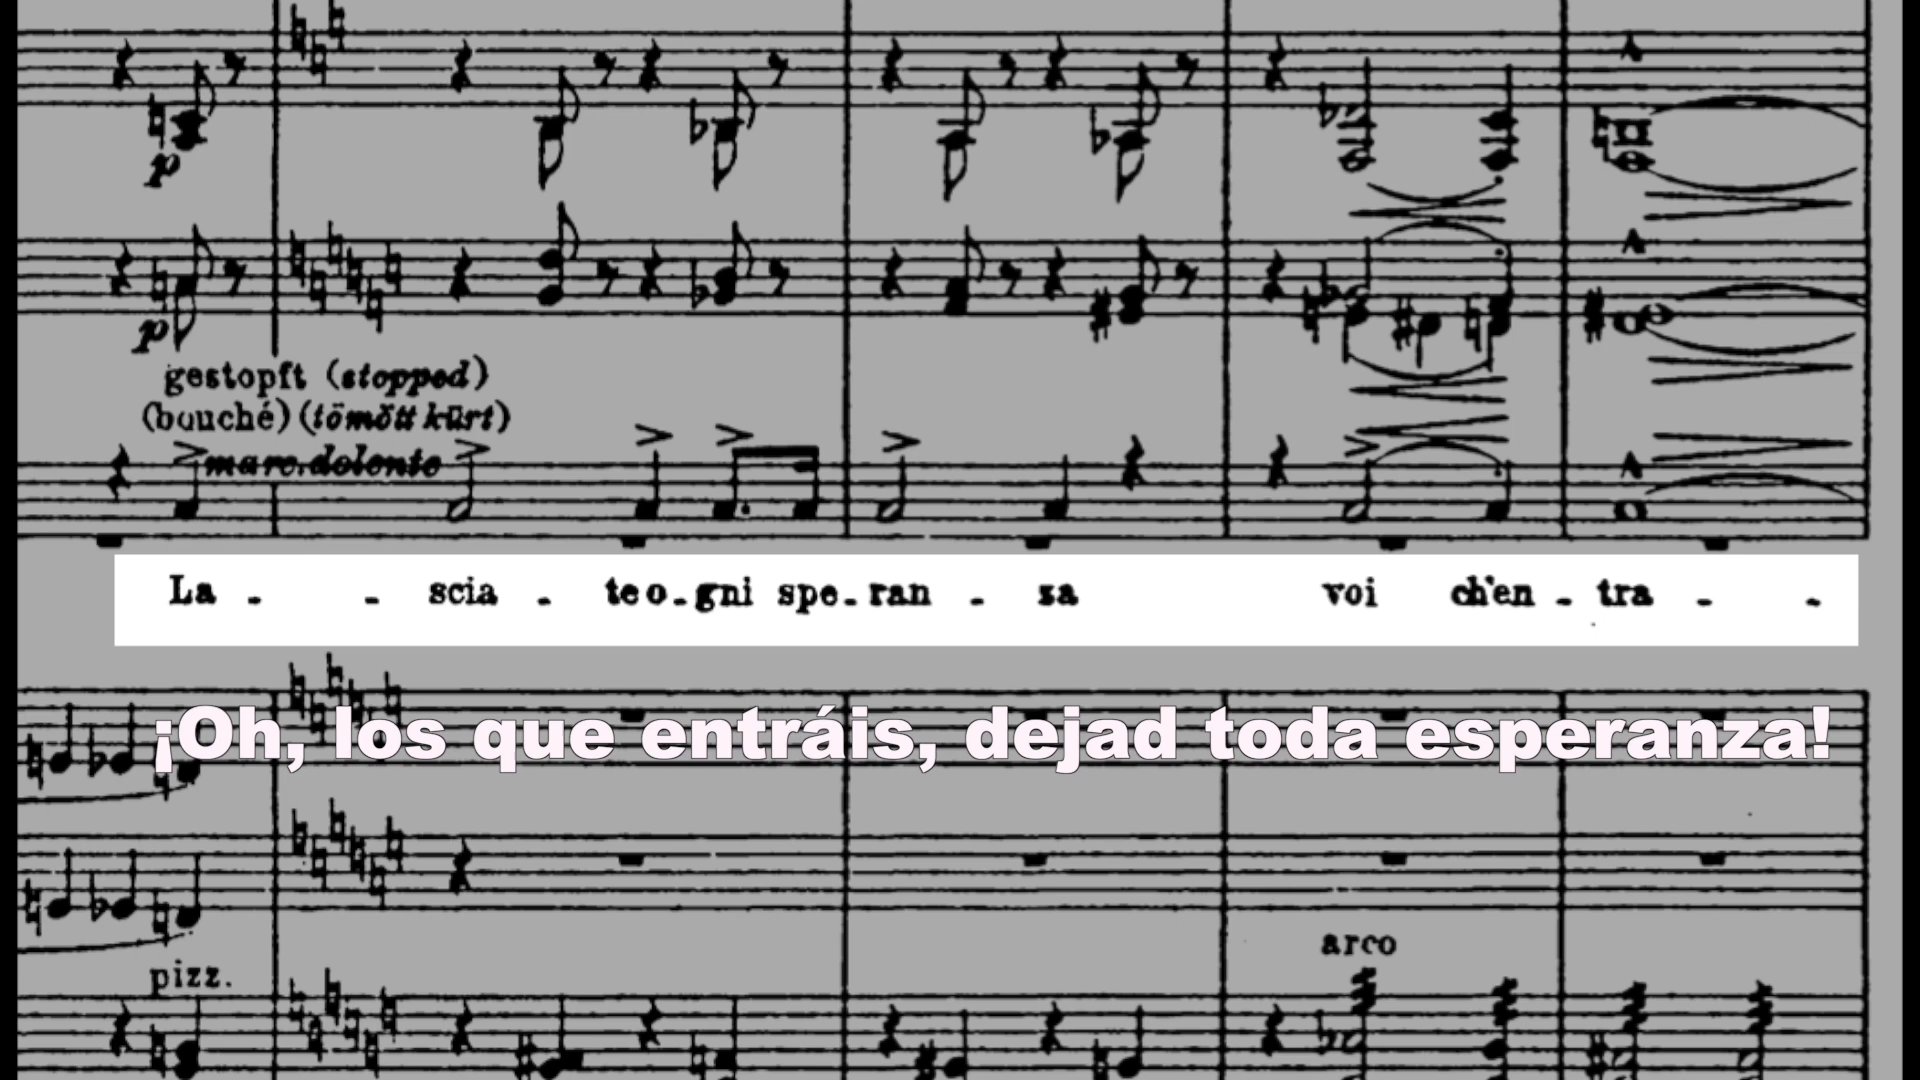 p
p
gestopft (stopped)
(bouché) (tömött kürt)
marc. dolente
La - - scia - te o - gni spe - ran - za voi ch'en - tra - -
¡Oh, los que entráis, dejad toda esperanza!
arco
pizz.